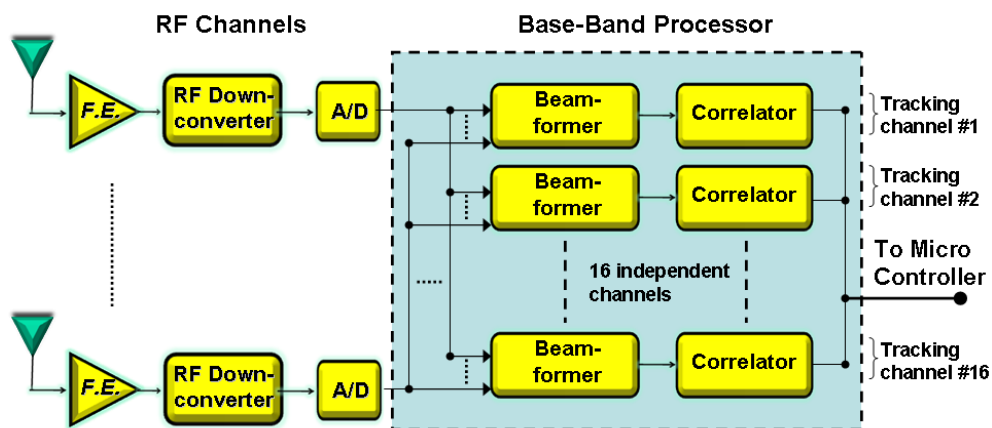 RF Channels
Base-Band Processor
F.E.
RF Down-
converter
A/D
Beam-
former
Correlator
Tracking
channel #1
Beam-
former
Correlator
Tracking
channel #2
16 independent
channels
To Micro
Controller
F.E.
RF Down-
converter
A/D
Beam-
former
Correlator
Tracking
channel #16